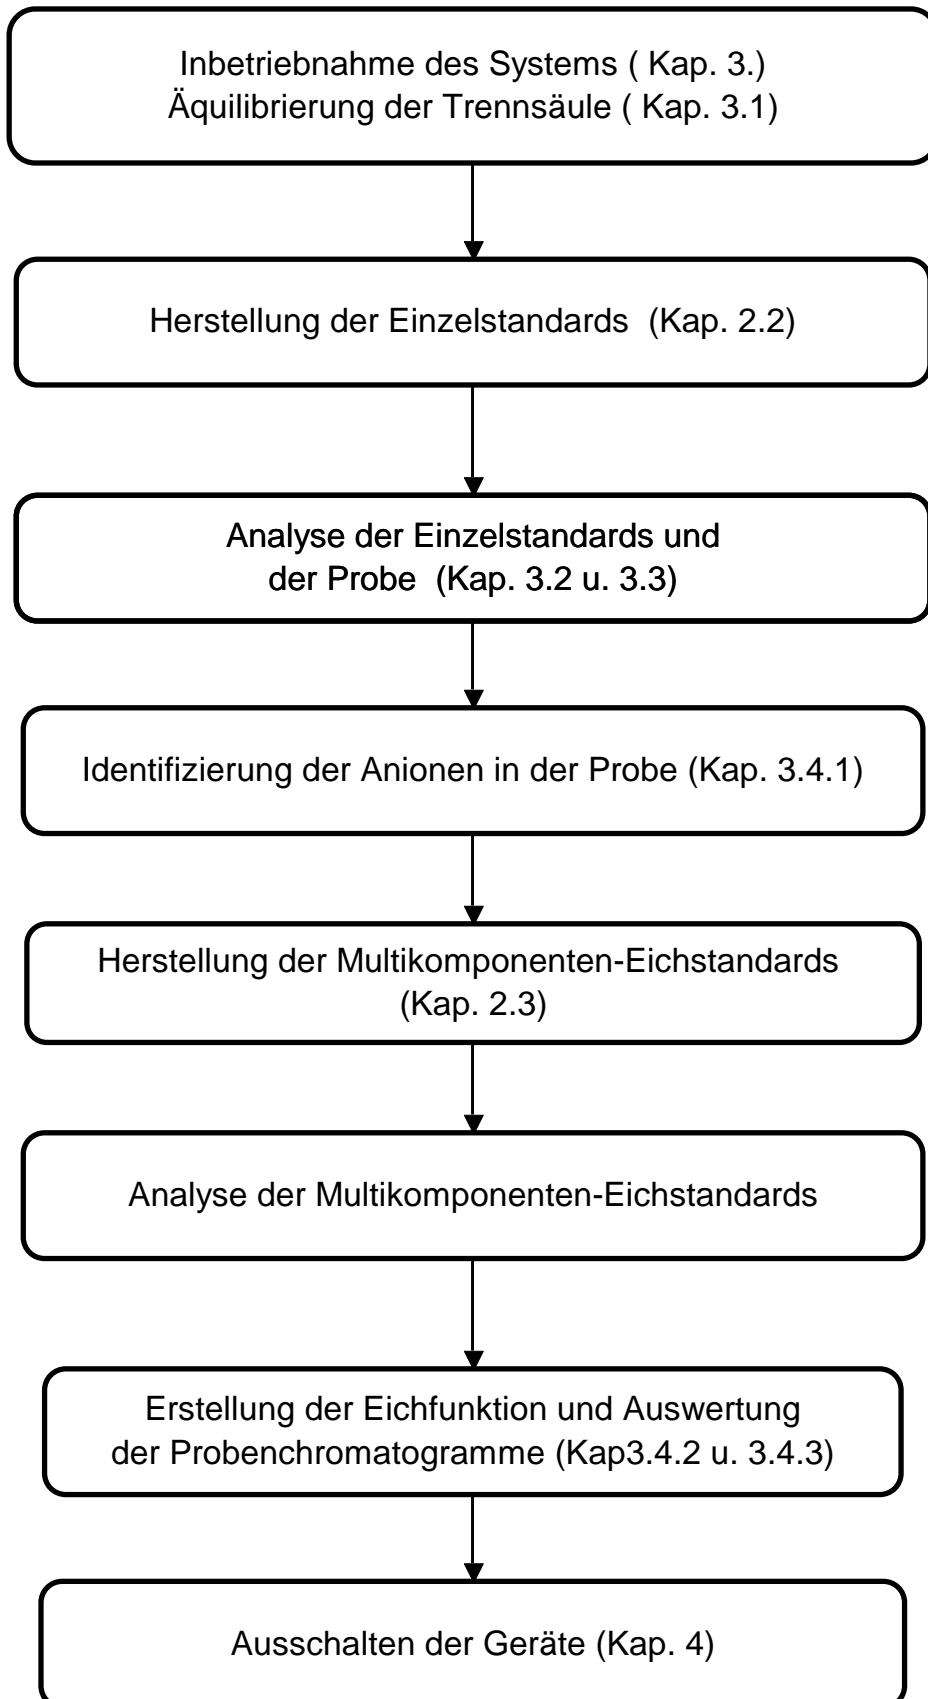 Inbetriebnahme des Systems ( Kap. 3.)
Äquilibrierung der Trennsäule ( Kap. 3.1)
Herstellung der Einzelstandards  (Kap. 2.2)
Analyse der Einzelstandards und
der Probe  (Kap. 3.2 u. 3.3)
Identifizierung der Anionen in der Probe (Kap. 3.4.1)
Herstellung der Multikomponenten-Eichstandards
(Kap. 2.3)
Analyse der Multikomponenten-Eichstandards
Erstellung der Eichfunktion und Auswertung
der Probenchromatogramme (Kap3.4.2 u. 3.4.3)
Ausschalten der Geräte (Kap. 4)